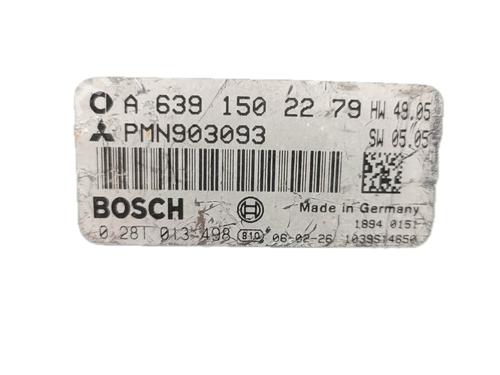 A 639 150 22 79 HW 49.05
PMN903093 SW 05.05
BOSCH Made in Germany
1894 0151
0 281 013-498 810 06-02-26 1039S14650